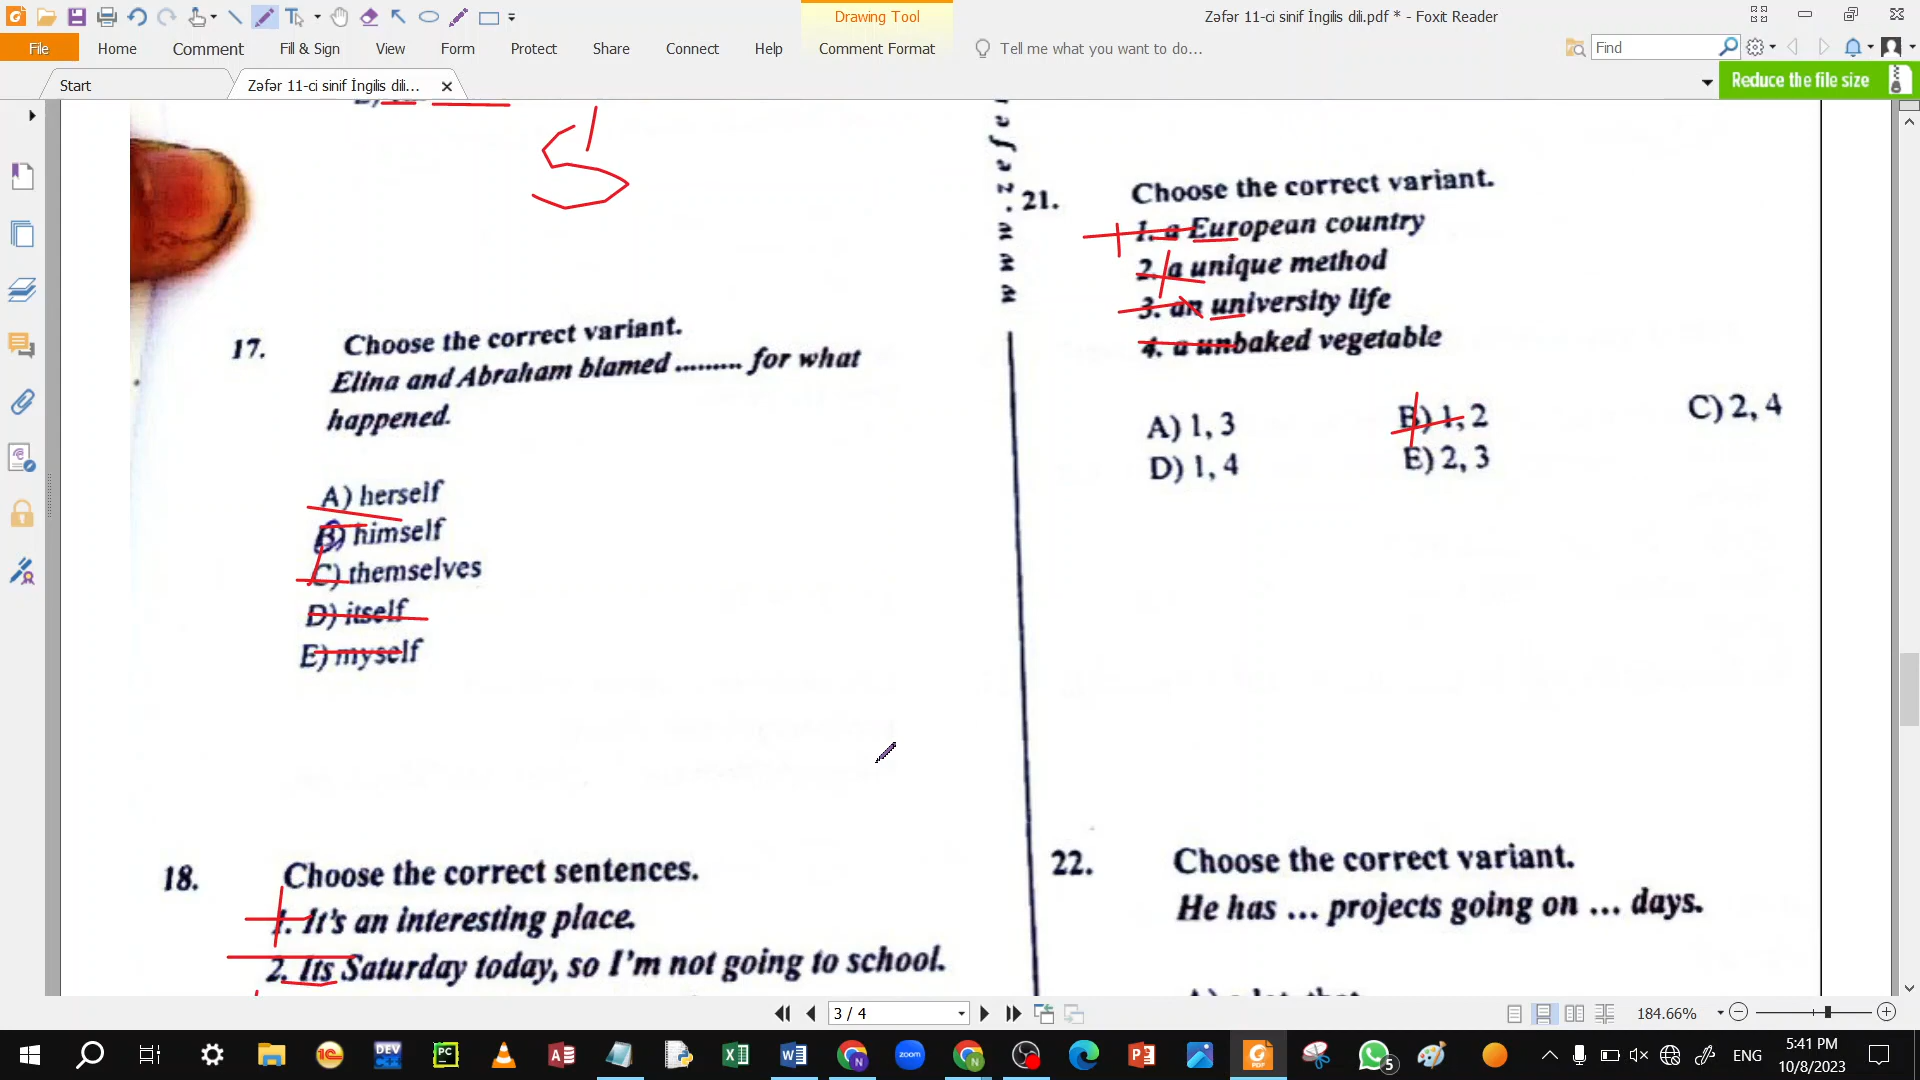 Drawing Tool
Zəfər 11-ci sinif İngilis dili.pdf * - Foxit Reader
File
Home
Comment
Fill & Sign
View
Form
Protect
Share
Connect
Help
Comment Format
Tell me what you want to do...
Find
Start
Zəfər 11-ci sinif İngilis dili...
Reduce the file size
17.
Choose the correct variant.
Elina and Abraham blamed ......... for what
happened.
A) herself
B) himself
C) themselves
D) itself
E) myself
18.
Choose the correct sentences.
1. It's an interesting place.
2. Its Saturday today, so I'm not going to school.
21.
Choose the correct variant.
1. a European country
2. a unique method
3. an university life
4. a unbaked vegetable
A) 1, 3
B) 1, 2
C) 2, 4
D) 1, 4
E) 2, 3
22.
Choose the correct variant.
He has ... projects going on ... days.
3 / 4
184.66%
ENG
5:41 PM
10/8/2023